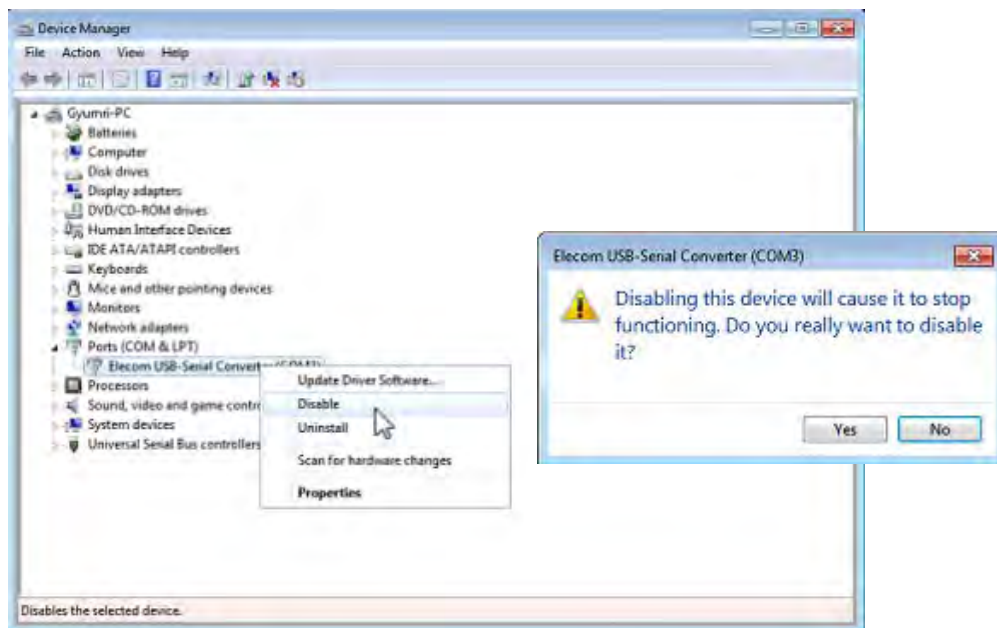 Device Manager
File Action View Help
Gyumri-PC
Batteries
Computer
Disk drives
Display adapters
DVD/CD-ROM drives
Human Interface Devices
IDE ATA/ATAPI controllers
Keyboards
Mice and other pointing devices
Monitors
Network adapters
Ports (COM & LPT)
Elecom USB-Serial
Processors
Sound, video and game
System devices
Universal Serial Bus controllers
Update Driver Software...
Disable
Uninstall
Scan for hardware changes
Properties
Disables the selected device.
Elecom USB-Serial Converter (COM3)
Disabling this device will cause it to stop
functioning. Do you really want to disable
it?
Yes No